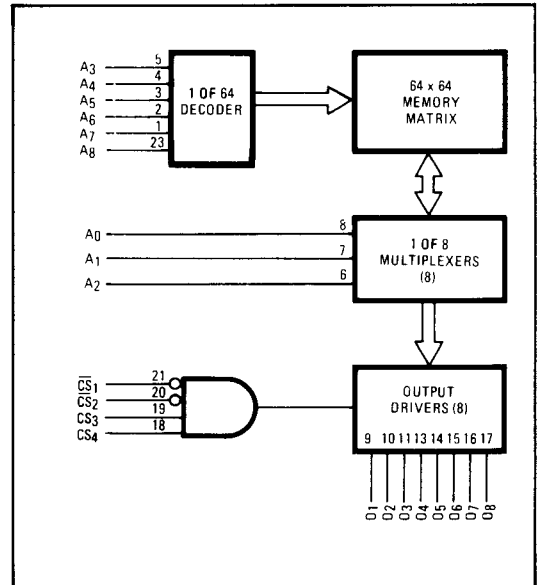 A3 5
A4 4
A5 3
A6 2
A7 1
A8 23
1 OF 64
DECODER
64 x 64
MEMORY
MATRIX
A0 8
A1 7
A2 6
1 OF 8
MULTIPLEXERS
(8)
C̅S̅1 21
C̅S̅2 20
CS3 19
CS4 18
OUTPUT
DRIVERS (8)
9 10 11 13 14 15 16 17
O1 O2 O3 O4 O5 O6 O7 O8